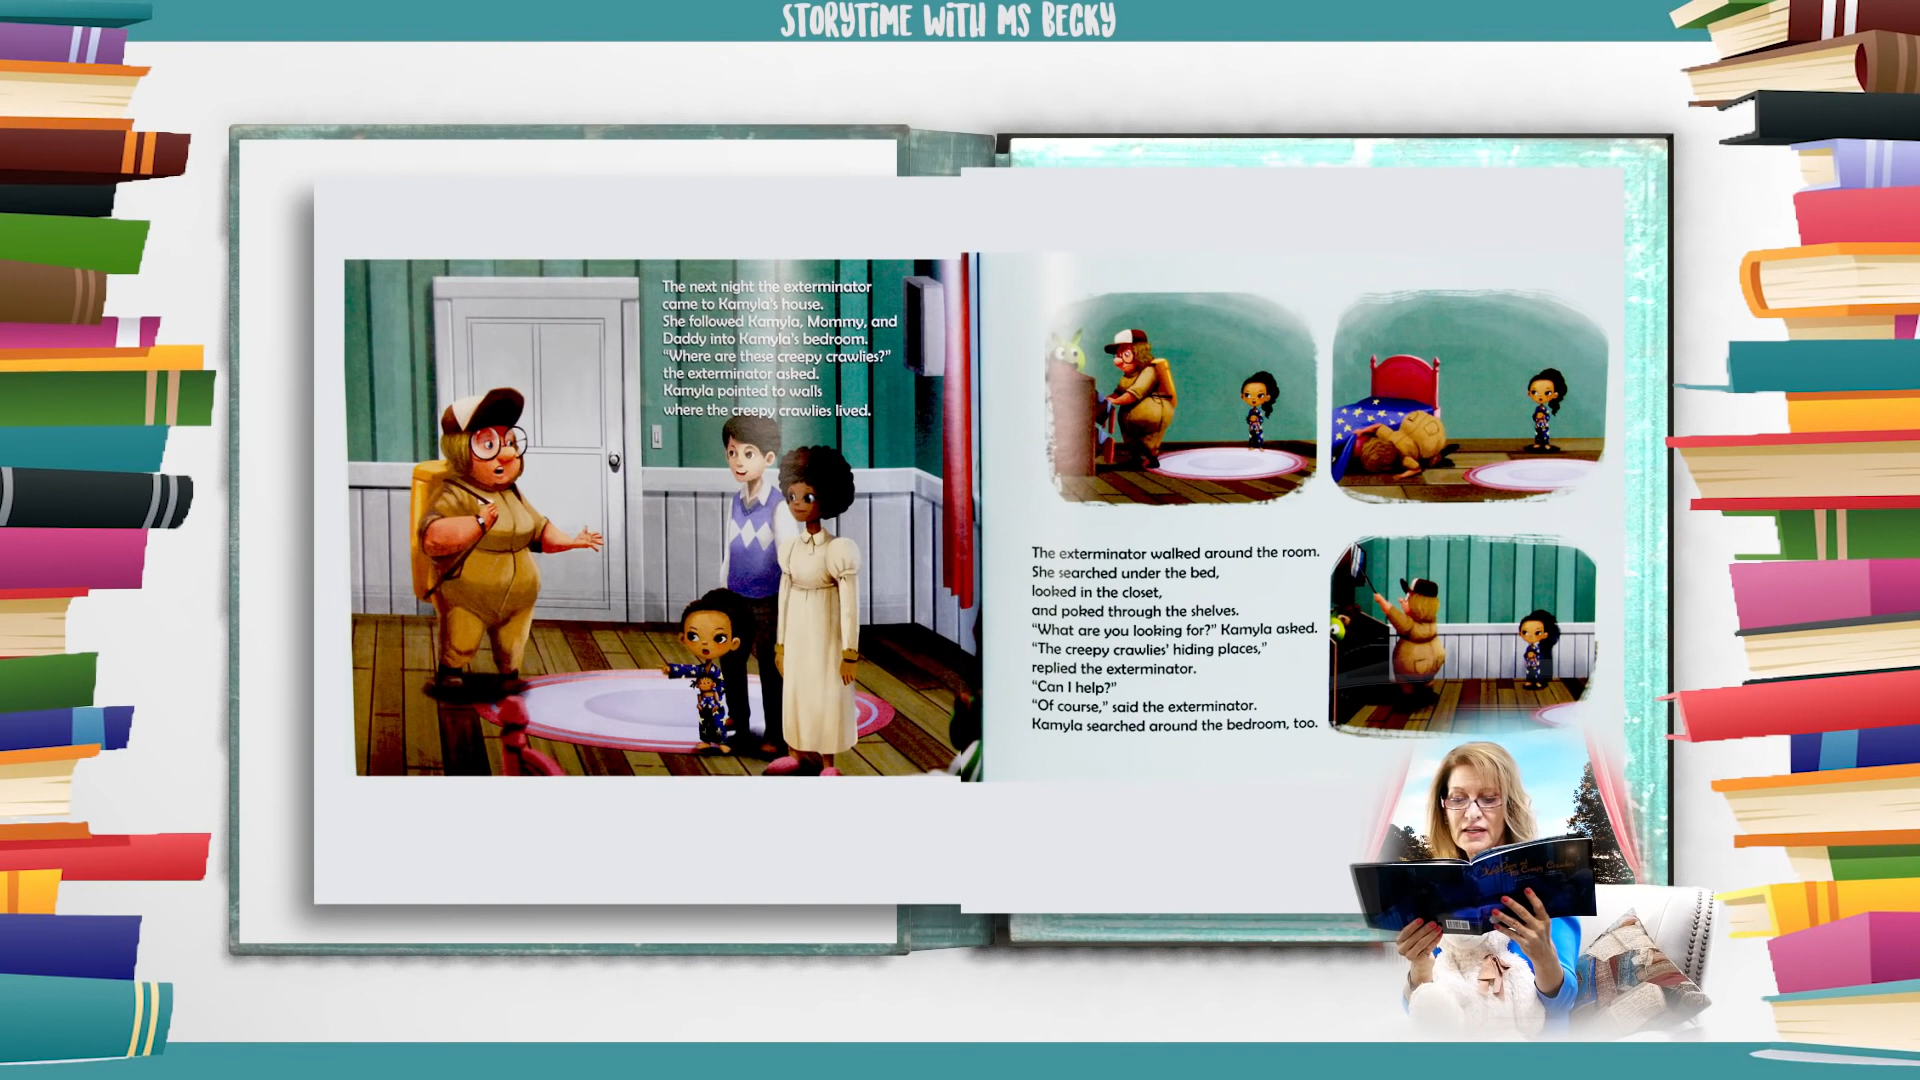 STORYTIME WITH MS BECKY
The next night the exterminator
came to Kamyla's house.
She followed Kamyla, Mommy, and
Daddy into Kamyla's bedroom.
“Where are these creepy crawlies?”
the exterminator asked.
Kamyla pointed to walls
where the creepy crawlies lived.
The exterminator walked around the room.
She searched under the bed,
looked in the closet,
and poked through the shelves.
“What are you looking for?” Kamyla asked.
“The creepy crawlies' hiding places,”
replied the exterminator.
“Can I help?”
“Of course,” said the exterminator.
Kamyla searched around the bedroom, too.